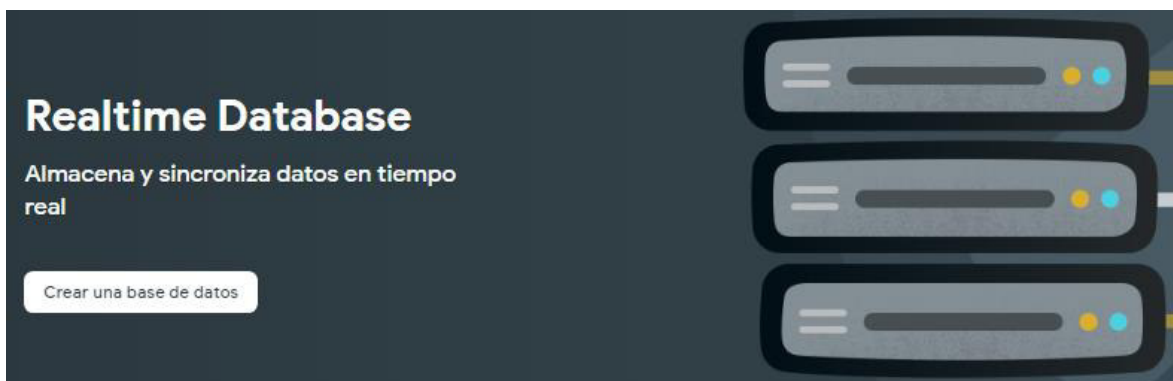 Realtime Database
Almacena y sincroniza datos en tiempo
real
Crear una base de datos